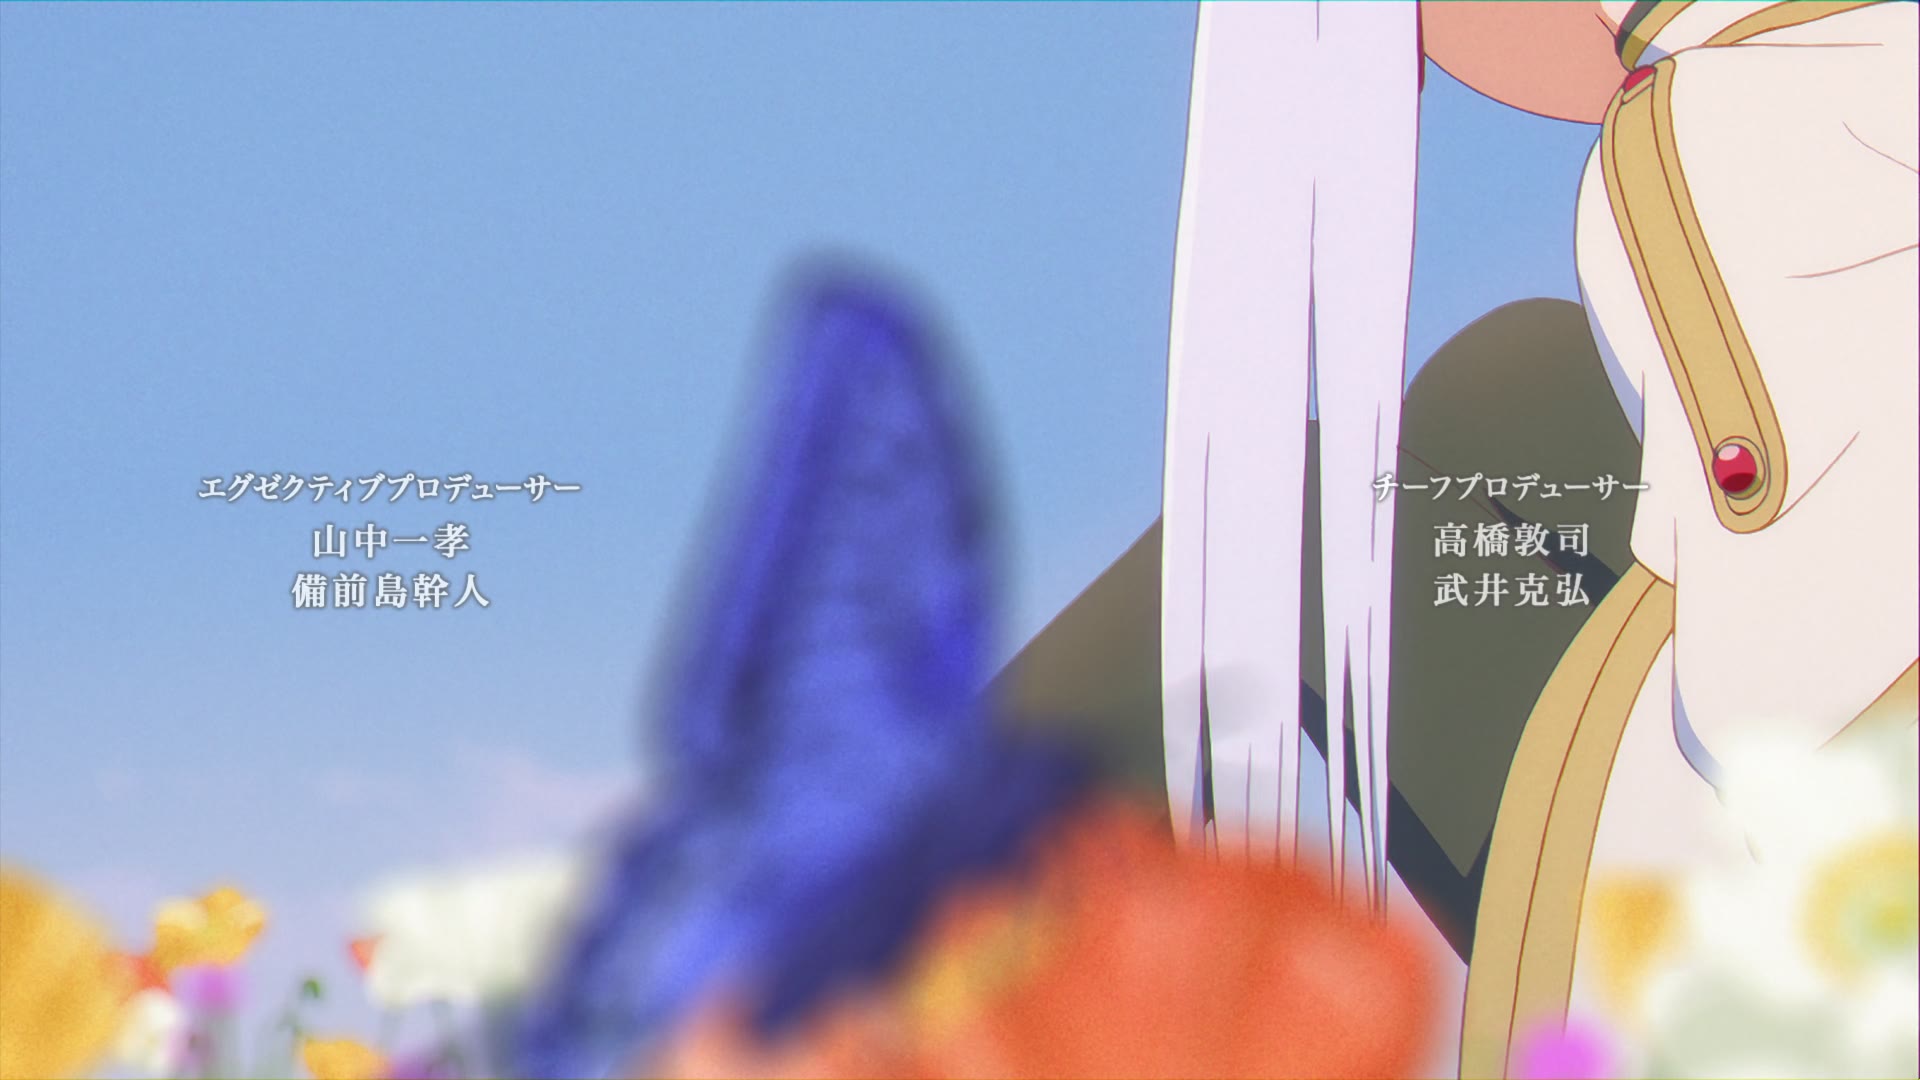 エグゼクティブプロデューサー
山中一孝
備前島幹人
チーフプロデューサー
高橋敦司
武井克弘